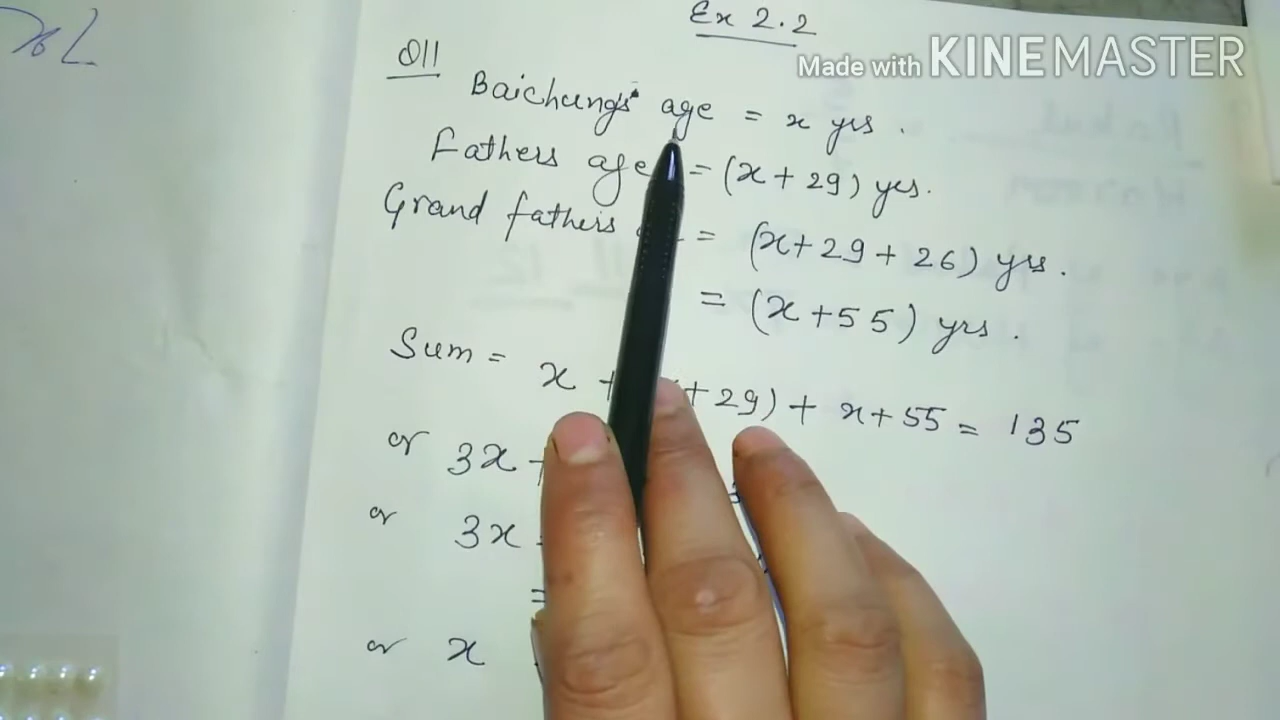 Ex 2.2
Made with KINEMASTER
Q11
Baichung's age = x yrs.
Fathers age = (x + 29) yrs.
Grand fathers = (x + 29 + 26) yrs.
= (x + 55) yrs.
Sum = x + +29) + x + 55 = 135
or 3x +
or 3x
=
or x